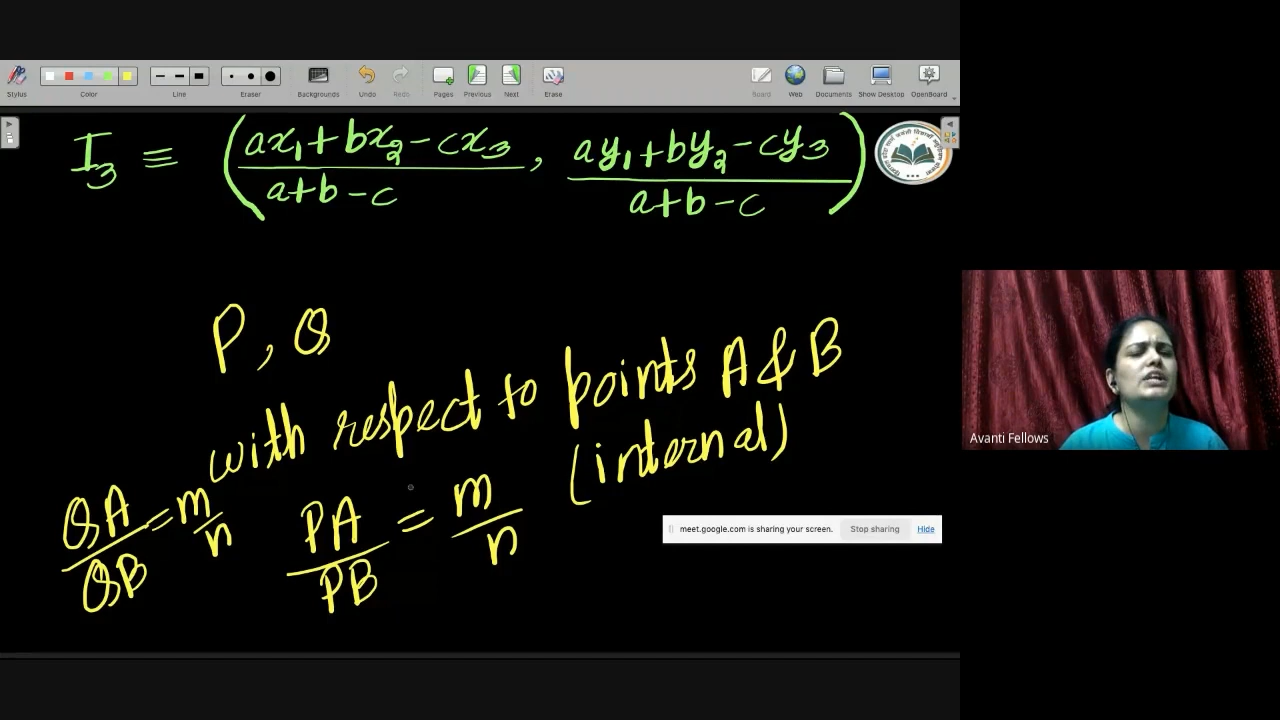 Stylus Color Line Eraser Backgrounds Undo Redo Pages Previous Next Erase Board Web Documents Show Desktop OpenBoard
I₃ ≡ ( (ax₁ + bx₂ - cx₃)/(a+b-c) , (ay₁ + by₂ - cy₃)/(a+b-c) )
P, Q
with respect to points A & B
(internal)
QA/QB = m/n PA/PB = m/n
Avanti Fellows
meet.google.com is sharing your screen. Stop sharing Hide